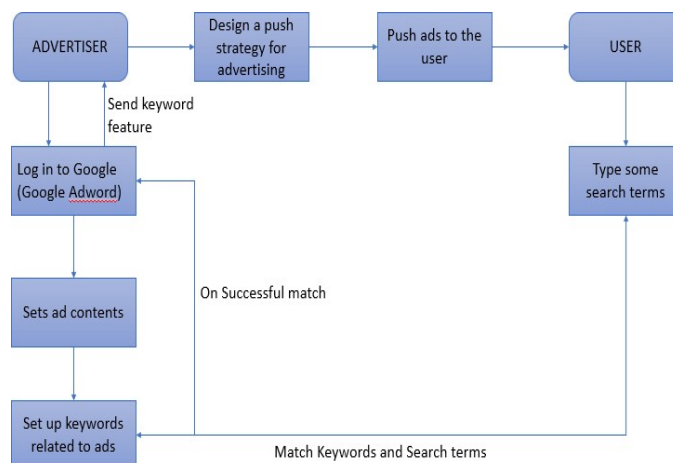 ADVERTISER
Design a push
strategy for
advertising
Push ads to the
user
USER
Send keyword
feature
Log in to Google
(Google Adword)
Type some
search terms
Sets ad contents
On Successful match
Set up keywords
related to ads
Match Keywords and Search terms